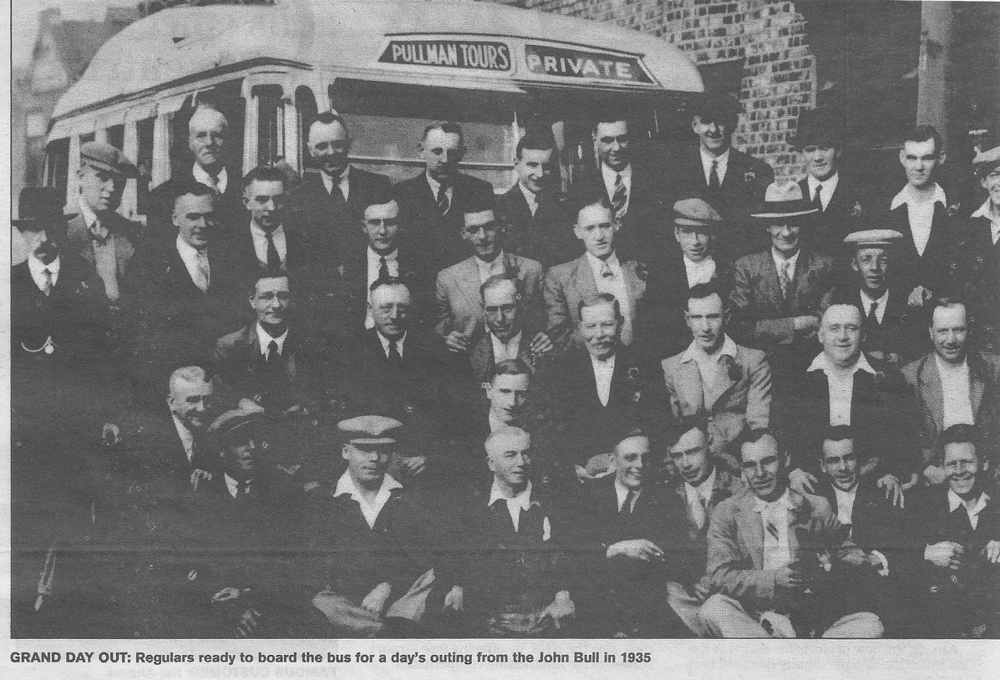 PULLMAN TOURS
PRIVATE
GRAND DAY OUT: Regulars ready to board the bus for a day's outing from the John Bull in 1935